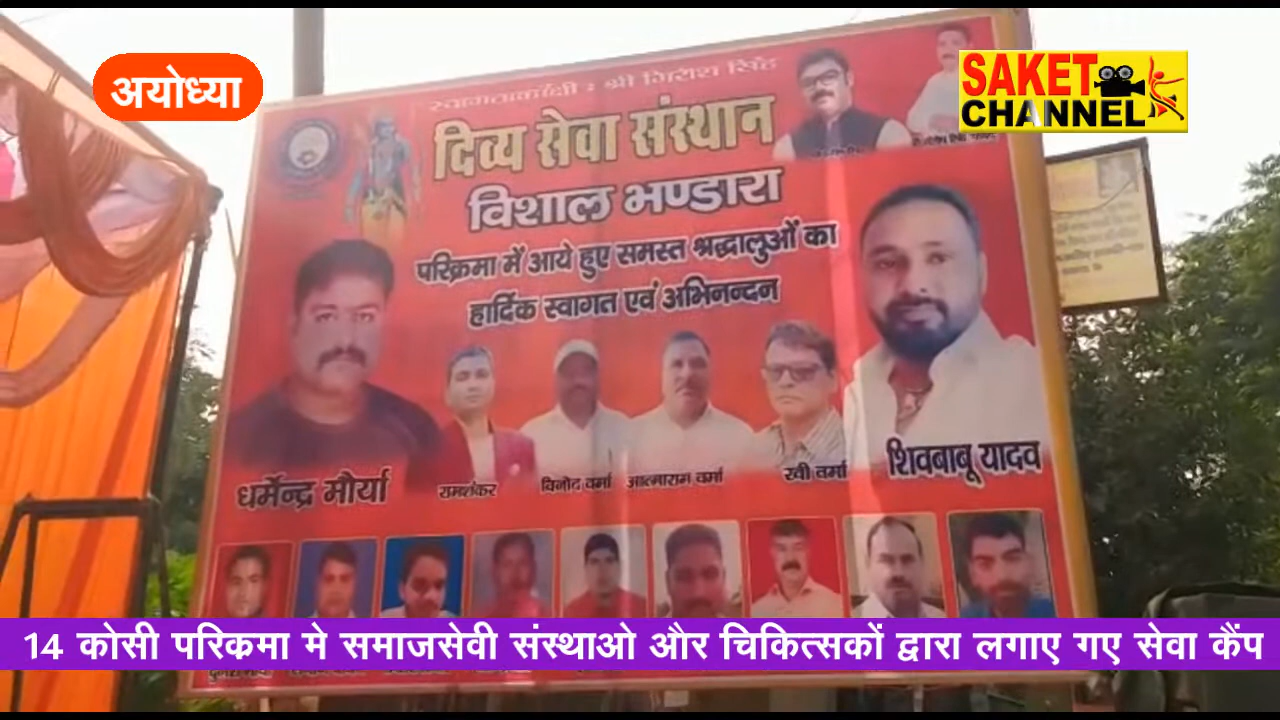 अयोध्या
SAKET
CHANNEL
स्वागताकांक्षी : श्री गिरीश सिंह
दिव्य सेवा संस्थान
विशाल भण्डारा
परिक्रमा में आये हुए समस्त श्रद्धालुओं का
हार्दिक स्वागत एवं अभिनन्दन
धर्मेन्द्र मौर्या
रामशंकर
विनोद वर्मा
आत्माराम वर्मा
रवी वर्मा
शिवबाबू यादव
14 कोसी परिकमा मे समाजसेवी संस्थाओ और चिकित्सकों द्वारा लगाए गए सेवा कैंप